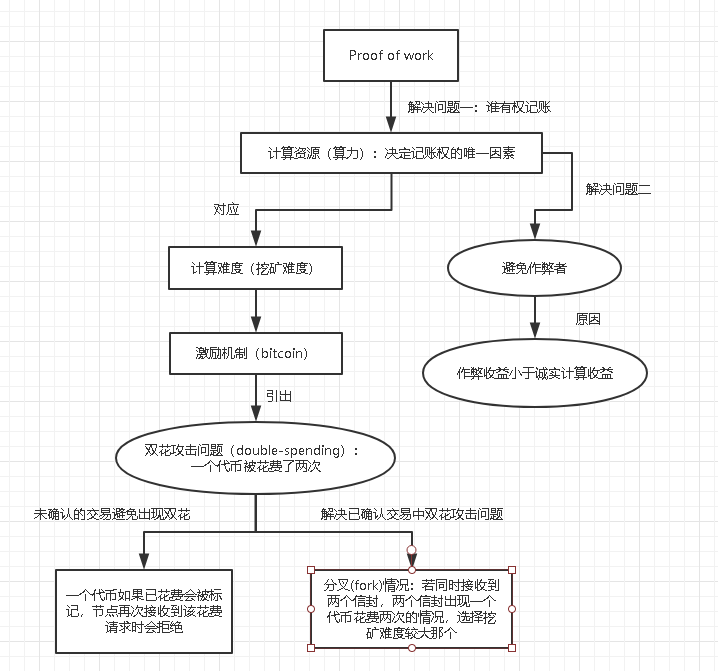 Proof of work
解决问题一：谁有权记账
计算资源（算力）：决定记账权的唯一因素
解决问题二
对应
计算难度（挖矿难度）
避免作弊者
原因
激励机制（bitcoin）
作弊收益小于诚实计算收益
引出
双花攻击问题（double-spending）：
一个代币被花费了两次
未确认的交易避免出现双花
解决已确认交易中双花攻击问题
一个代币如果已花费会被标
记，节点再次接收到该花费
请求时会拒绝
分叉(fork)情况：若同时接收到
两个信封，两个信封出现一个
代币花费两次的情况，选择挖
矿难度较大那个